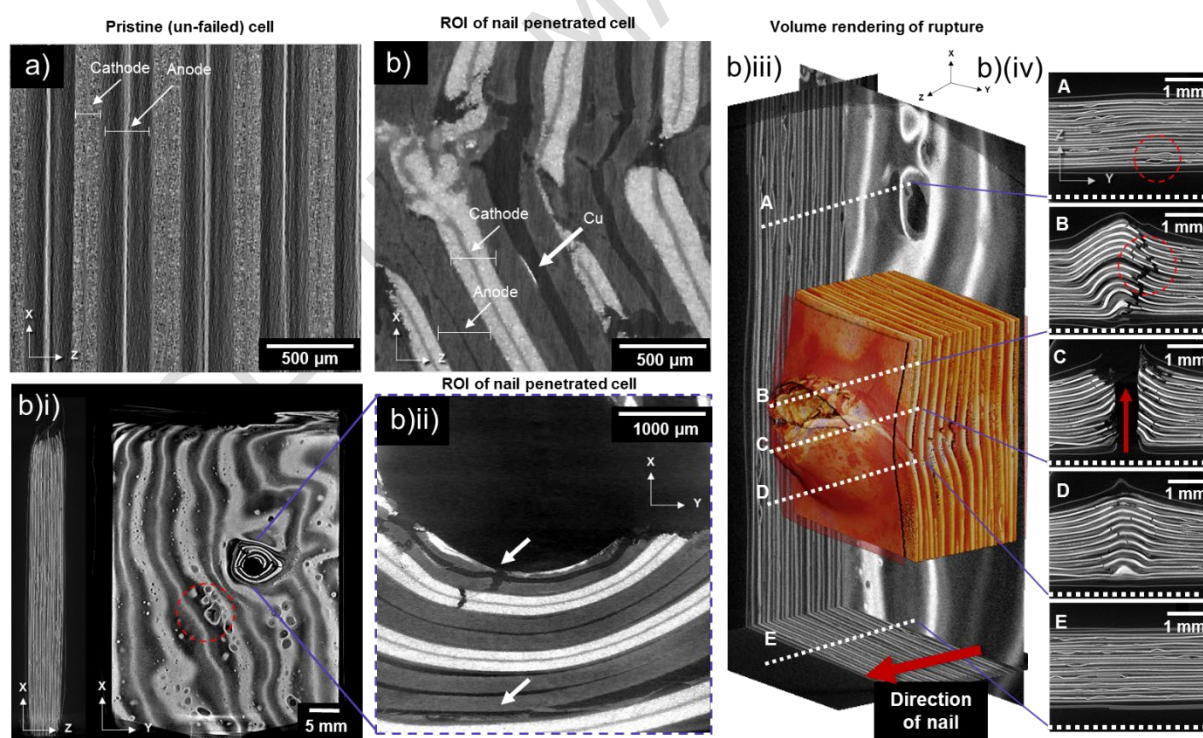 Pristine (un-failed) cell
ROI of nail penetrated cell
Volume rendering of rupture
a)
Cathode
Anode
X
Z
500 µm
b)
Cathode
Cu
Anode
X
Z
500 µm
b)i)
X
Z
X
Y
5 mm
ROI of nail penetrated cell
b)ii)
1000 µm
X
Y
b)iii)
X
Z
Y
A
B
C
D
E
Direction
of nail
b)(iv)
A
1 mm
Z
Y
B
1 mm
C
1 mm
D
1 mm
E
1 mm